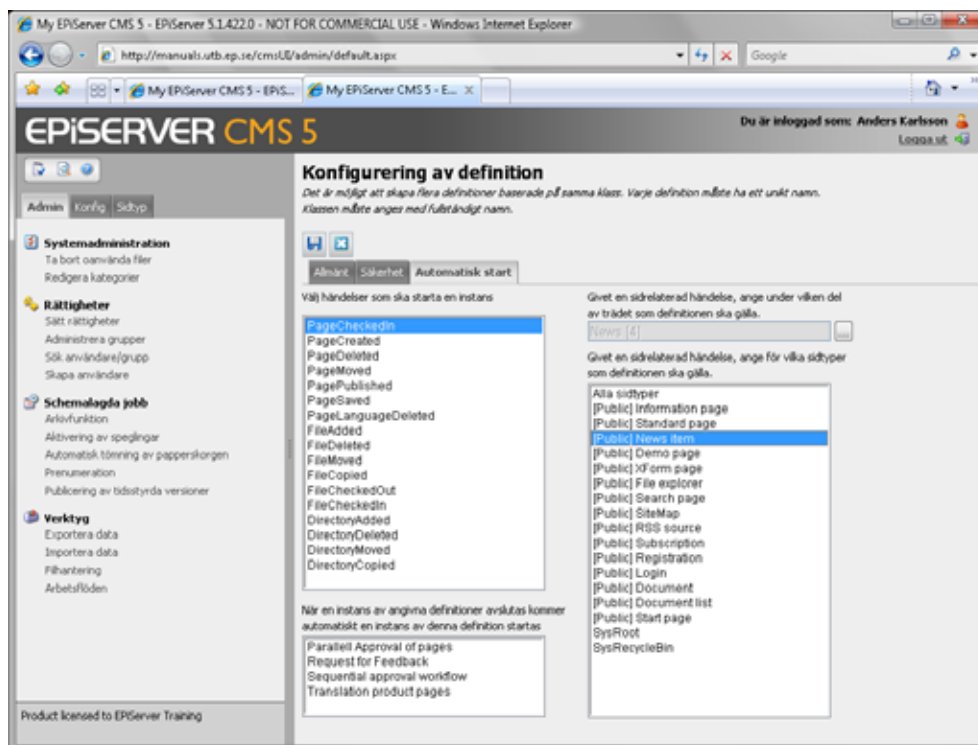 My EPiServer CMS 5 - EPiServer 5.1.422.0 - NOT FOR COMMERCIAL USE - Windows Internet Explorer
http://manuals.utb.ep.se/cmsUI/admin/default.aspx
Google
My EPiServer CMS 5 - EPiS...
My EPiServer CMS 5 - E...
EPiSERVER CMS 5
Du är inloggad som: Anders Karlsson
Logga ut
Admin Konfig Sidtyp
Systemadministration
Ta bort oanvända filer
Redigera kategorier
Rättigheter
Sätt rättigheter
Administrera grupper
Sök användare/grupp
Skapa användare
Schemalagda jobb
Arkivfunktion
Aktivering av speglingar
Automatisk tömning av papperskorgen
Prenumeration
Publicering av tidsstyrda versioner
Verktyg
Exportera data
Importera data
Filhantering
Arbetsflöden
Product licensed to EPiServer Training
Konfigurering av definition
Det är möjligt att skapa flera definitioner baserade på samma klass. Varje definition måste ha ett unikt namn.
Klassen måste anges med fullständigt namn.
Allmänt Säkerhet Automatisk start
Välj händelser som ska starta en instans
PageCheckedIn
PageCreated
PageDeleted
PageMoved
PagePublished
PageSaved
PageLanguageDeleted
FileAdded
FileDeleted
FileMoved
FileCopied
FileCheckedOut
FileCheckedIn
DirectoryAdded
DirectoryDeleted
DirectoryMoved
DirectoryCopied
När en instans av angivna definitioner avslutas kommer
automatiskt en instans av denna definition startas
Parallell Approval of pages
Request for Feedback
Sequential approval workflow
Translation product pages
Givet en sidrelaterad händelse, ange under vilken del
av trädet som definitionen ska gälla.
News [4]
...
Givet en sidrelaterad händelse, ange för vilka sidtyper
som definitionen ska gälla.
Alla sidtyper
[Public] Information page
[Public] Standard page
[Public] News item
[Public] Demo page
[Public] XForm page
[Public] File explorer
[Public] Search page
[Public] SiteMap
[Public] RSS source
[Public] Subscription
[Public] Registration
[Public] Login
[Public] Document
[Public] Document list
[Public] Start page
SysRoot
SysRecycleBin